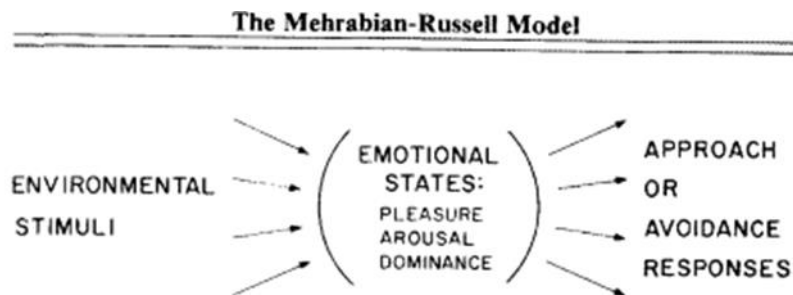 The Mehrabian-Russell Model
ENVIRONMENTAL
STIMULI
EMOTIONAL
STATES:
PLEASURE
AROUSAL
DOMINANCE
APPROACH
OR
AVOIDANCE
RESPONSES